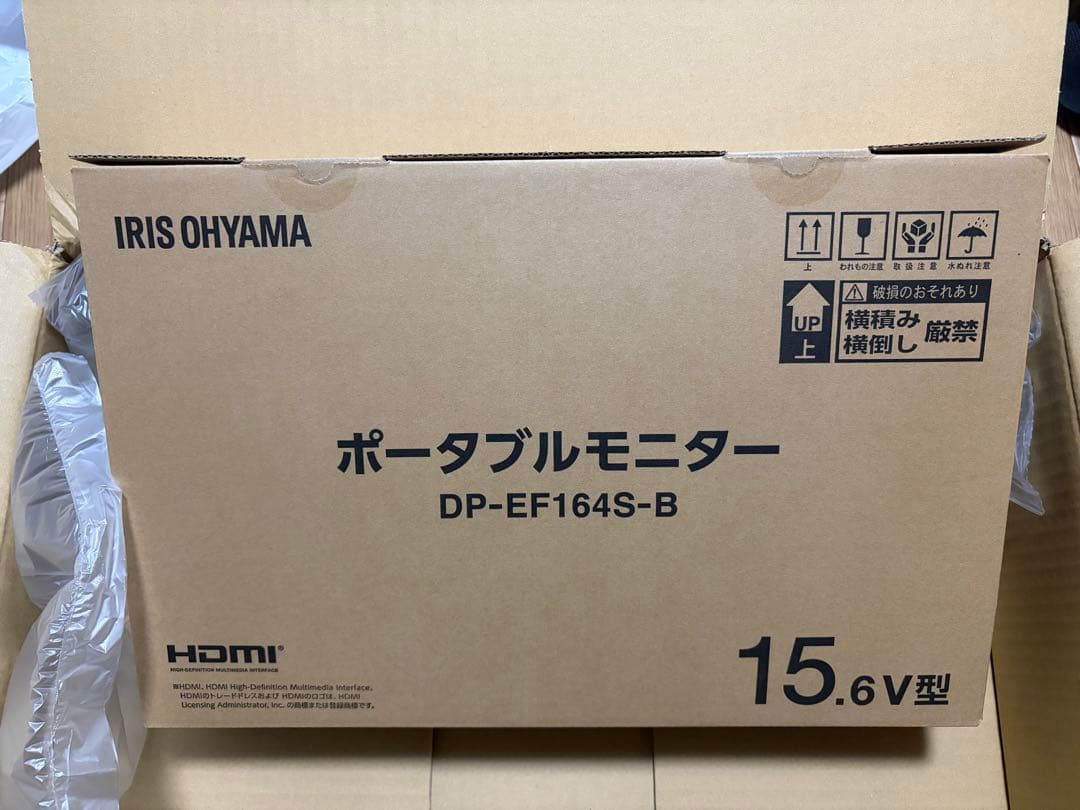 IRIS OHYAMA
上 われもの注意 取扱注意 水ぬれ注意
UP
上
破損のおそれあり
横積み
横倒し
厳禁
ポータブルモニター
DP-EF164S-B
HDMI®
HIGH-DEFINITION MULTIMEDIA INTERFACE
※HDMI、HDMI High-Definition Multimedia Interface、
HDMIのトレードドレスおよび HDMIのロゴは、HDMI
Licensing Administrator, Inc. の商標または登録商標です。
15.6V型